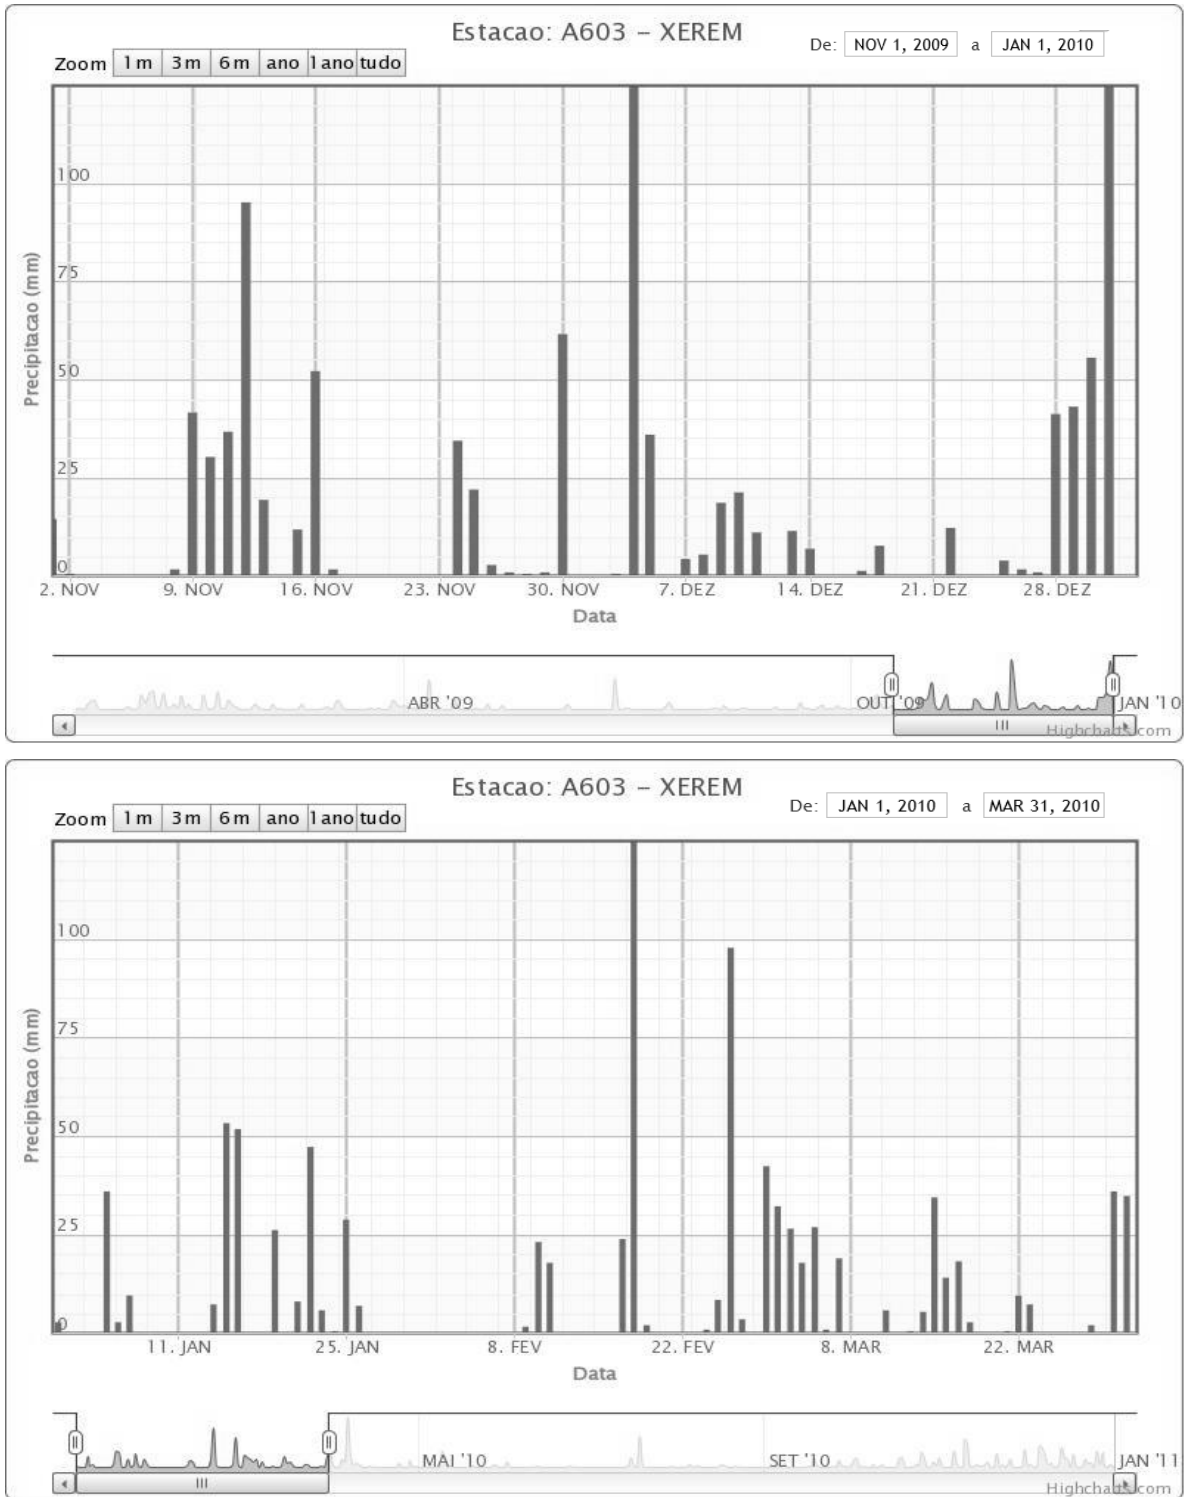 Estacao: A603 – XEREM
De: NOV 1, 2009 a JAN 1, 2010
Zoom 1m 3m 6m ano 1ano tudo
Precipitacao (mm)
100
75
50
25
0
2. NOV 9. NOV 16. NOV 23. NOV 30. NOV 7. DEZ 14. DEZ 21. DEZ 28. DEZ
Data
ABR '09 OUT '09 JAN '10
Highcharts.com
Estacao: A603 – XEREM
De: JAN 1, 2010 a MAR 31, 2010
Zoom 1m 3m 6m ano 1ano tudo
Precipitacao (mm)
100
75
50
25
0
11. JAN 25. JAN 8. FEV 22. FEV 8. MAR 22. MAR
Data
MAI '10 SET '10 JAN '11
Highcharts.com